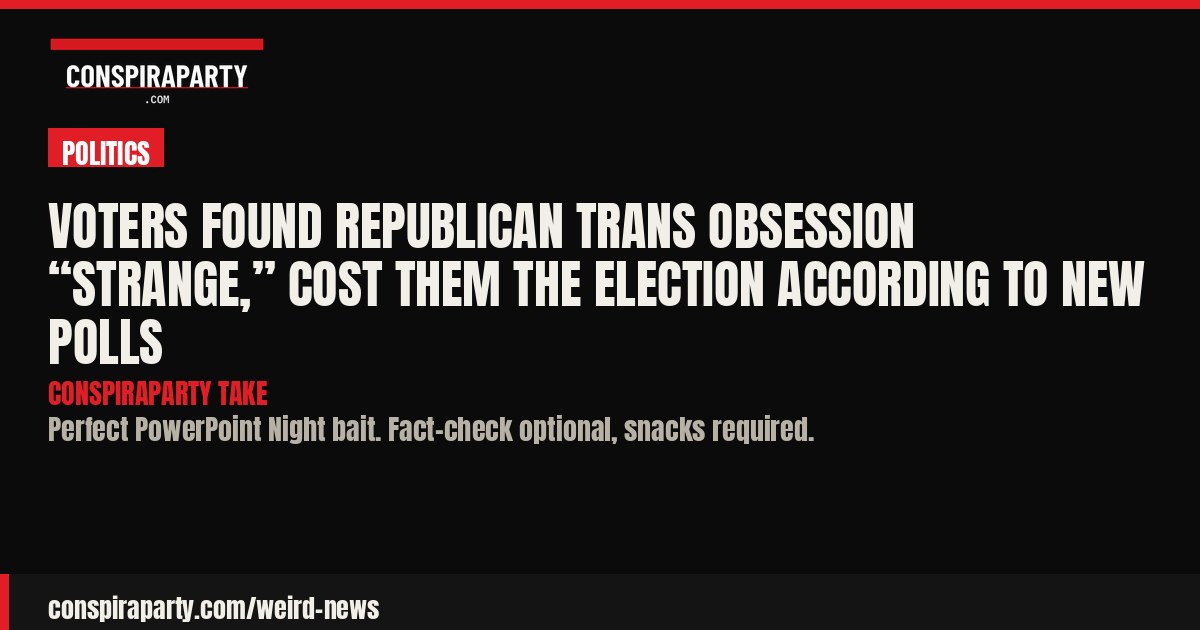 CONSPIRAPARTY
.COM
POLITICS
VOTERS FOUND REPUBLICAN TRANS OBSESSION
“STRANGE,” COST THEM THE ELECTION ACCORDING TO NEW
POLLS
CONSPIRAPARTY TAKE
Perfect PowerPoint Night bait. Fact-check optional, snacks required.
conspiraparty.com/weird-news